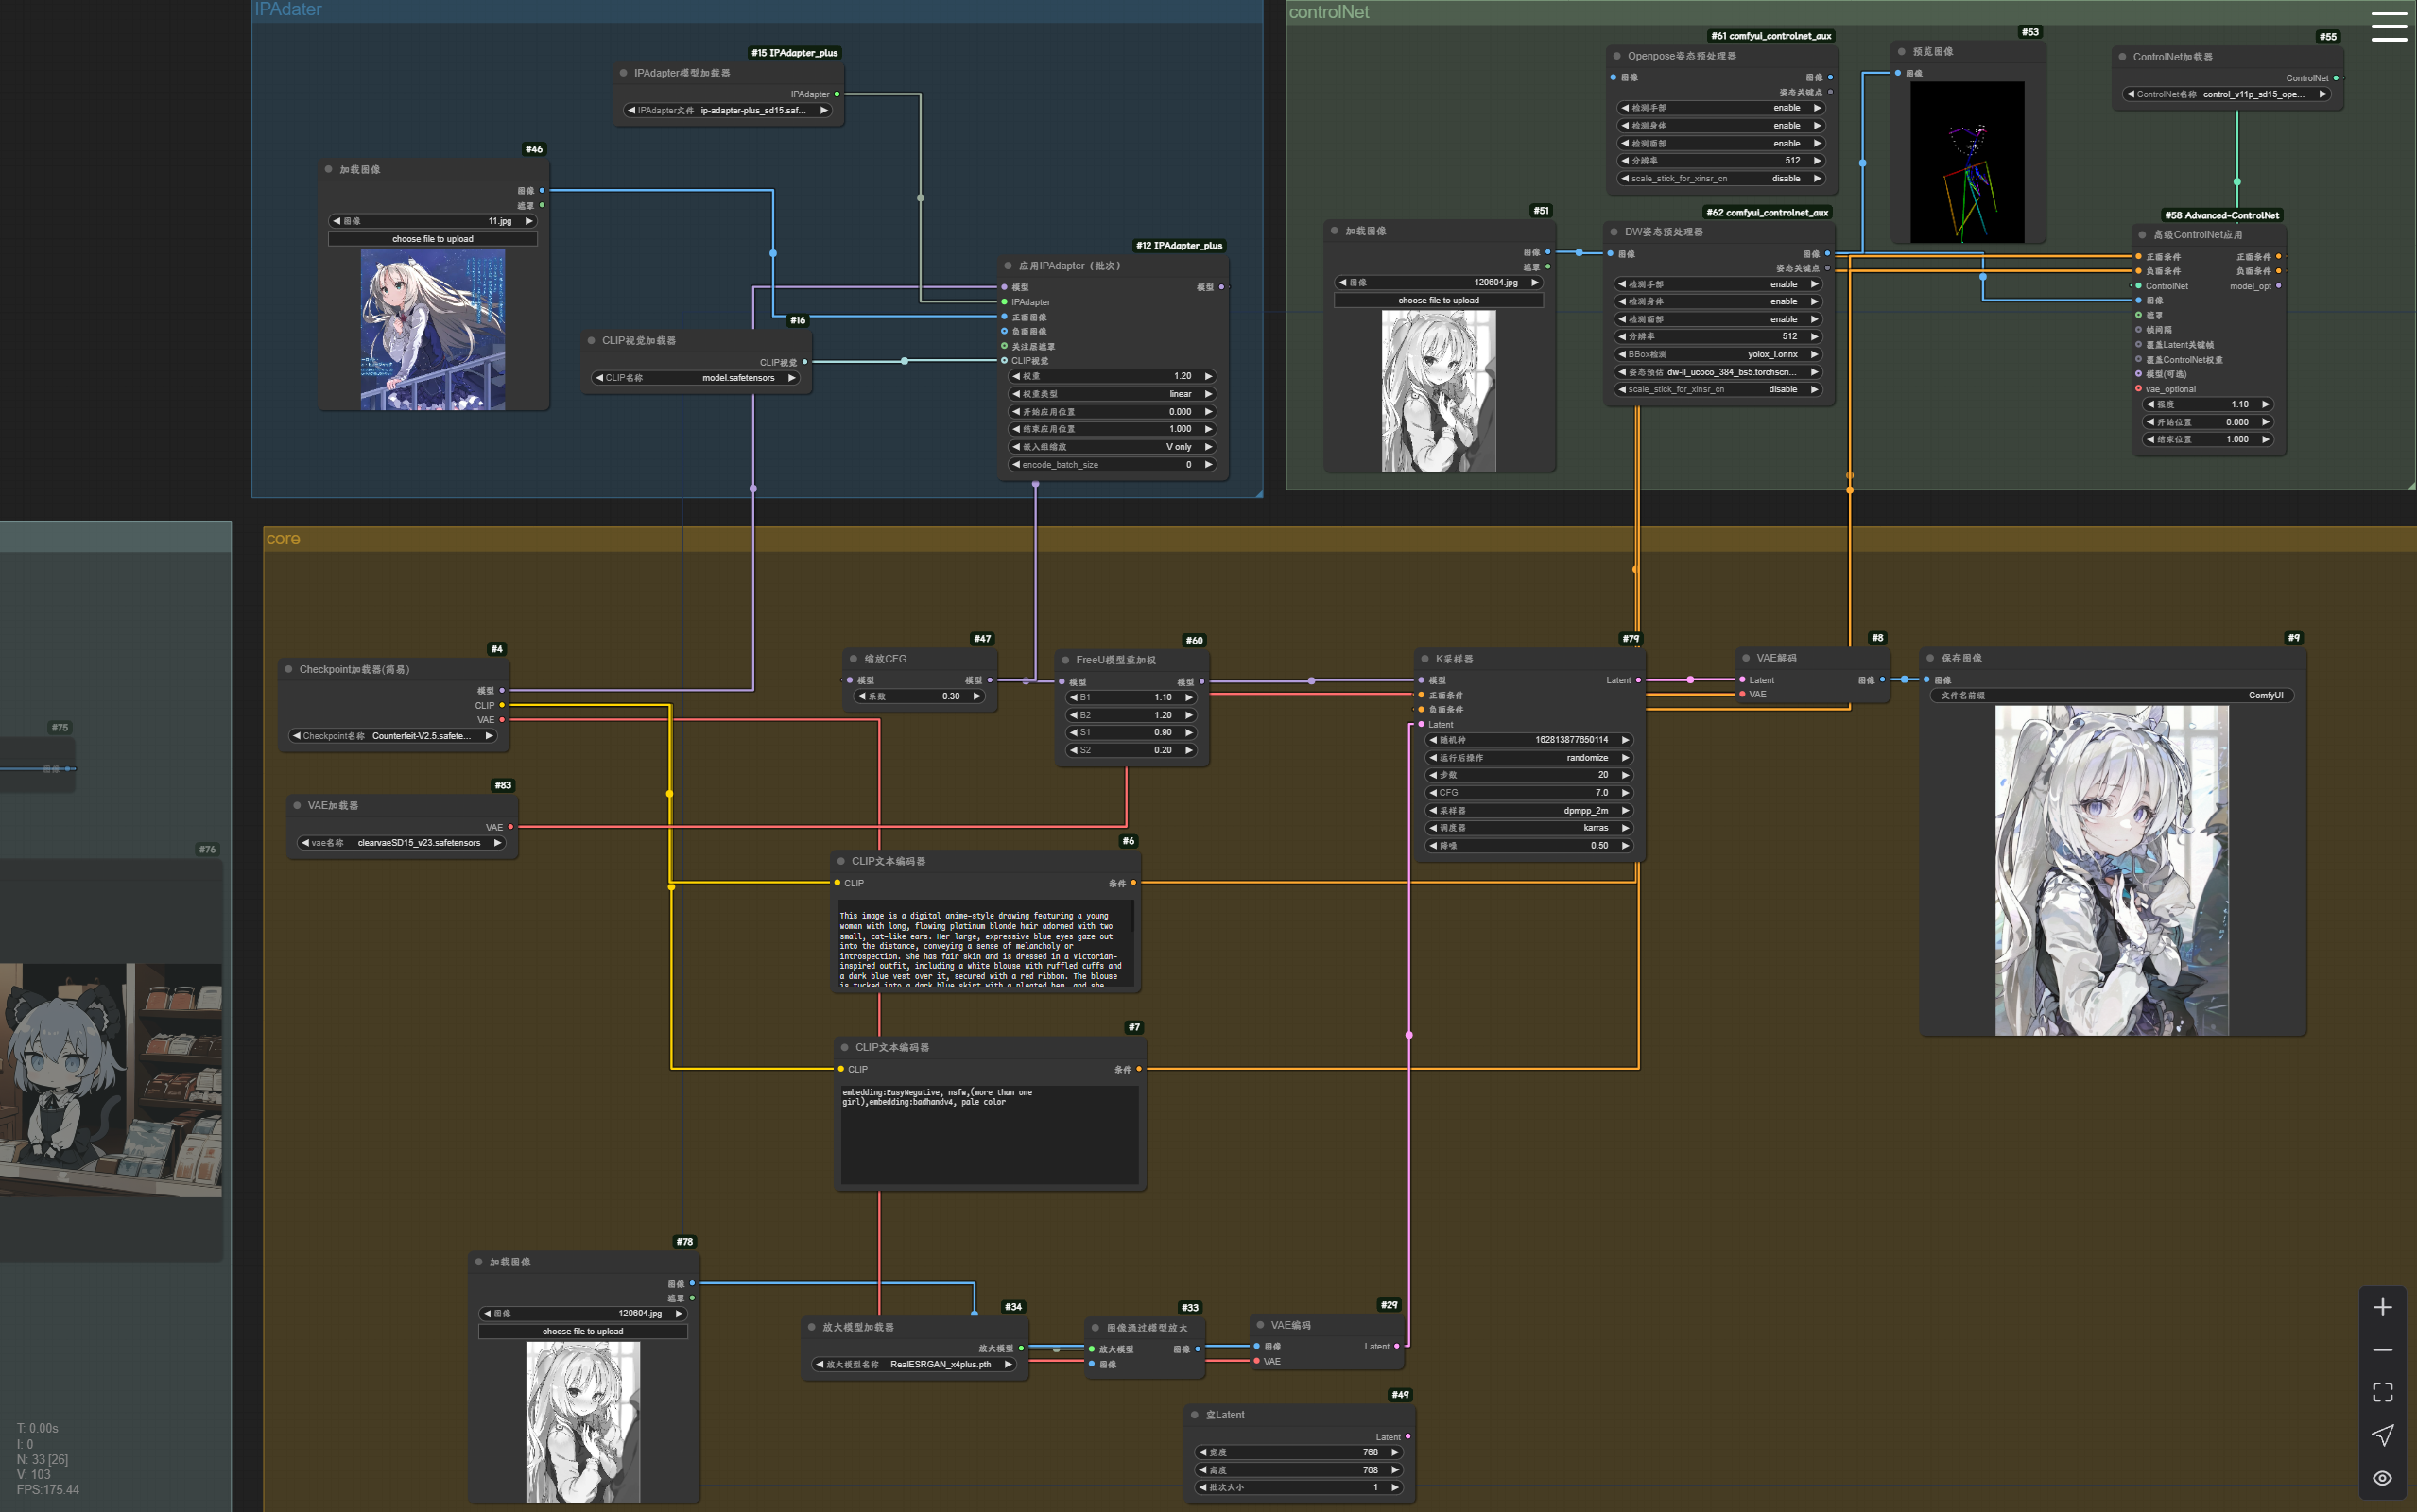 IPAdater
#15 IPAdapter_plus
IPAdapter模型加载器
IPAdapter
IPAdapter文件 ip-adapter-plus_sd15.saf...
#46
加载图像
图像
遮罩
图像 11.jpg
choose file to upload
#16
CLIP视觉加载器
CLIP视觉
CLIP名称 model.safetensors
#12 IPAdapter_plus
应用IPAdapter（批次）
模型 模型
IPAdapter
正面图像
负面图像
关注层遮罩
CLIP视觉
权重 1.20
权重类型 linear
开始应用位置 0.000
结束应用位置 1.000
嵌入组缩放 V only
encode_batch_size 0
controlNet
#61 comfyui_controlnet_aux
Openpose姿态预处理器
图像 图像
姿态关键点
检测手部 enable
检测身体 enable
检测面部 enable
分辨率 512
scale_stick_for_xinsr_cn disable
#53
预览图像
图像
#55
ControlNet加载器
ControlNet
ControlNet名称 control_v11p_sd15_ope...
#51
加载图像
图像
遮罩
图像 120604.jpg
choose file to upload
#62 comfyui_controlnet_aux
DW姿态预处理器
图像 图像
姿态关键点
检测手部 enable
检测身体 enable
检测面部 enable
分辨率 512
BBox检测 yolox_l.onnx
姿态预估 dw-ll_ucoco_384_bs5.torchscri...
scale_stick_for_xinsr_cn disable
#58 Advanced-ControlNet
高级ControlNet应用
正面条件 正面条件
负面条件 负面条件
ControlNet model_opt
图像
遮罩
帧间隔
覆盖Latent关键帧
覆盖ControlNet权重
模型(可选)
vae_optional
强度 1.10
开始位置 0.000
结束位置 1.000
core
#4
Checkpoint加载器(简易)
模型
CLIP
VAE
Checkpoint名称 Counterfeit-V2.5.safete...
#83
VAE加载器
VAE
vae名称 clearvaeSD15_v23.safetensors
#47
缩放CFG
模型 模型
系数 0.30
#60
FreeU模型重加权
模型 模型
B1 1.10
B2 1.20
S1 0.90
S2 0.20
#79
K采样器
模型 Latent
正面条件
负面条件
Latent
随机种 162813877650114
运行后操作 randomize
步数 20
CFG 7.0
采样器 dpmpp_2m
调度器 karras
降噪 0.50
#8
VAE解码
Latent 图像
VAE
#9
保存图像
图像
文件名前缀 ComfyUI
#6
CLIP文本编码器
CLIP 条件
This image is a digital anime-style drawing featuring a young
woman with long, flowing platinum blonde hair adorned with two
small, cat-like ears. Her large, expressive blue eyes gaze out
into the distance, conveying a sense of melancholy or
introspection. She has fair skin and is dressed in a Victorian-
inspired outfit, including a white blouse with ruffled cuffs and
a dark blue vest over it, secured with a red ribbon. The blouse
is tucked into a dark blue skirt with a pleated hem, and she
#7
CLIP文本编码器
CLIP 条件
embedding:EasyNegative, nsfw,(more than one
girl),embedding:badhandv4, pale color
#75
图像
#76
#78
加载图像
图像
遮罩
图像 120604.jpg
choose file to upload
#34
放大模型加载器
放大模型
放大模型名称 RealESRGAN_x4plus.pth
#33
图像通过模型放大
放大模型 图像
图像
#29
VAE编码
图像 Latent
VAE
#49
空Latent
Latent
宽度 768
高度 768
批次大小 1
T: 0.00s
I: 0
N: 33 [26]
V: 103
FPS:175.44